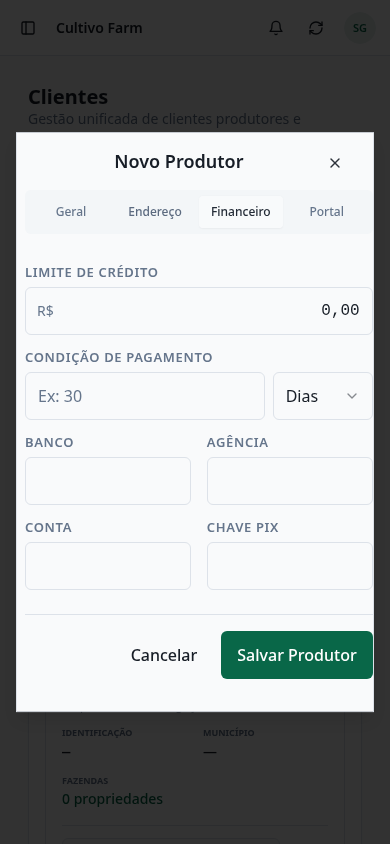 Cultivo Farm
SG
Clientes
Gestão unificada de clientes produtores e
Novo Produtor
Geral
Endereço
Financeiro
Portal
LIMITE DE CRÉDITO
R$
0,00
CONDIÇÃO DE PAGAMENTO
Ex: 30
Dias
BANCO
AGÊNCIA
CONTA
CHAVE PIX
Cancelar
Salvar Produtor
IDENTIFICAÇÃO
MUNICÍPIO
—
—
FAZENDAS
0 propriedades